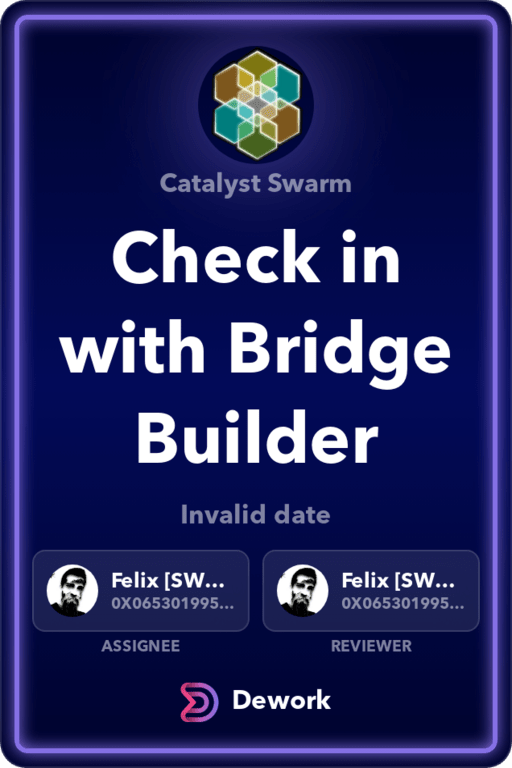 Catalyst Swarm
Check in
with Bridge
Builder
Invalid date
Felix [SW...
0X065301995...
ASSIGNEE
Felix [SW...
0X065301995...
REVIEWER
Dework